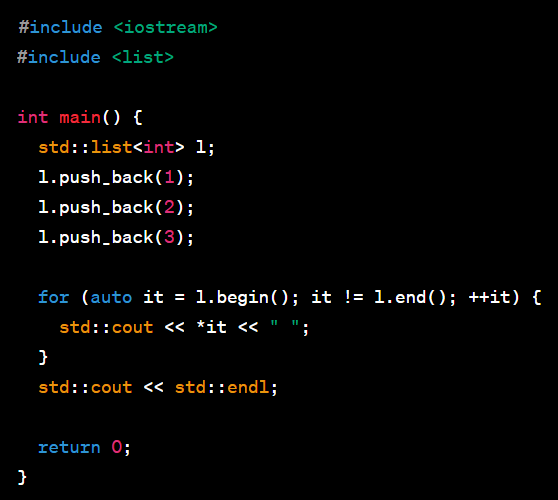 #include <iostream>
#include <list>

int main() {
  std::list<int> l;
  l.push_back(1);
  l.push_back(2);
  l.push_back(3);

  for (auto it = l.begin(); it != l.end(); ++it) {
    std::cout << *it << " ";
  }
  std::cout << std::endl;

  return 0;
}